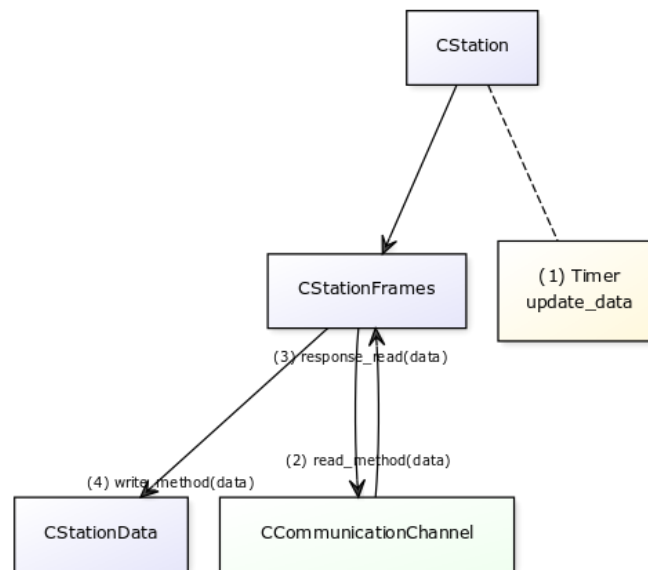 CStation
(1) Timer
update_data
CStationFrames
(3) response_read(data)
(2) read_method(data)
(4) write_method(data)
CStationData
CCommunicationChannel